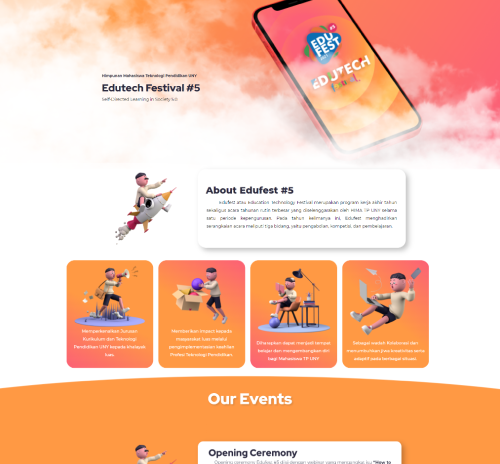 EDU
FEST
EDUTECH
Himpunan Mahasiswa Teknologi Pendidikan UNY
Edutech Festival #5
Self-Directed Learning in Society 5.0
About Edufest #5
Edufest atau Education Technology Festival merupakan program kerja akhir tahun
sekaligus acara tahunan rutin terbesar yang diselenggarakan oleh HIMA TP UNY selama
satu periode kepengurusan. Pada tahun kelimanya ini, Edufest menghadirkan
serangkaian acara meliputi tiga bidang, yaitu pengabdian, kompetisi, dan pembelajaran.
Memperkenalkan Jurusan
Kurikulum dan Teknologi
Pendidikan UNY kepada khalayak
luas.
Memberikan impact kepada
masyarakat luas melalui
pengimplementasian keahlian
Profesi Teknologi Pendidikan.
Diharapkan dapat menjadi tempat
belajar dan mengembangkan diri
bagi Mahasiswa TP UNY
Sebagai wadah Kolaborasi dan
menumbuhkan jiwa kreativitas serta
adaptif pada berbagai situasi.
Our Events
Opening Ceremony
Opening ceremony Edufest #5 diisi dengan webinar yang mengangkat isu "How to